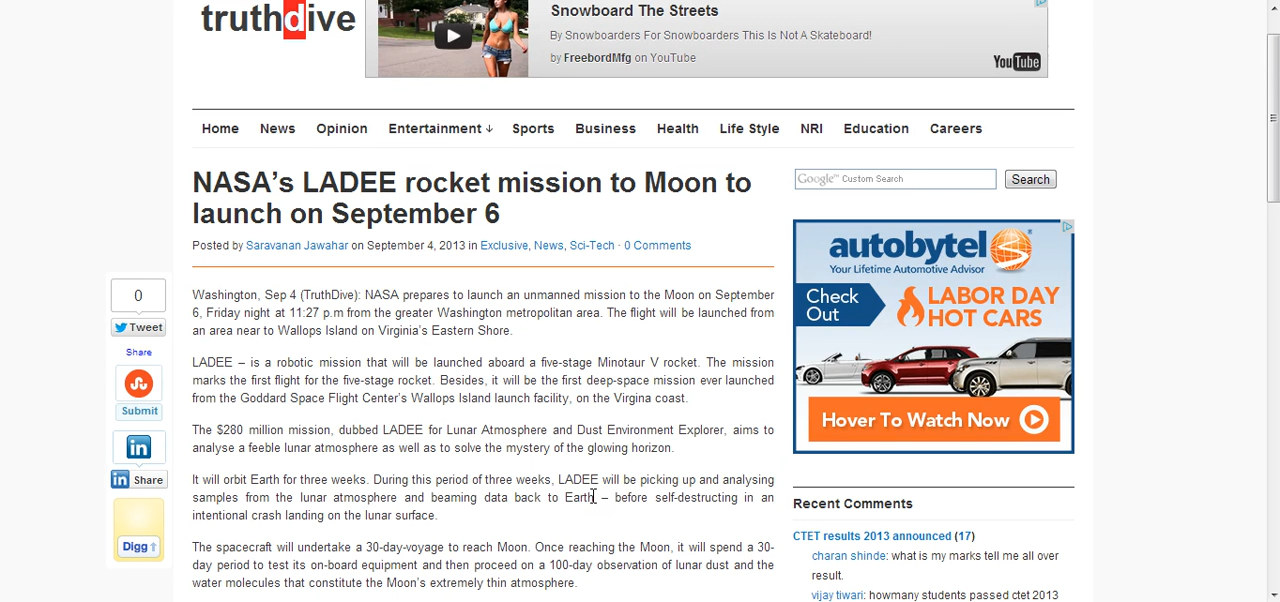 truthdive
Snowboard The Streets
By Snowboarders For Snowboarders This Is Not A Skateboard!
by FreebordMfg on YouTube
YouTube
Home News Opinion Entertainment ↓ Sports Business Health Life Style NRI Education Careers
NASA’s LADEE rocket mission to Moon to
launch on September 6
Posted by Saravanan Jawahar on September 4, 2013 in Exclusive, News, Sci-Tech · 0 Comments
Washington, Sep 4 (TruthDive): NASA prepares to launch an unmanned mission to the Moon on September
6, Friday night at 11:27 p.m from the greater Washington metropolitan area. The flight will be launched from
an area near to Wallops Island on Virginia’s Eastern Shore.
LADEE – is a robotic mission that will be launched aboard a five-stage Minotaur V rocket. The mission
marks the first flight for the five-stage rocket. Besides, it will be the first deep-space mission ever launched
from the Goddard Space Flight Center’s Wallops Island launch facility, on the Virgina coast.
The $280 million mission, dubbed LADEE for Lunar Atmosphere and Dust Environment Explorer, aims to
analyse a feeble lunar atmosphere as well as to solve the mystery of the glowing horizon.
It will orbit Earth for three weeks. During this period of three weeks, LADEE will be picking up and analysing
samples from the lunar atmosphere and beaming data back to Earth – before self-destructing in an
intentional crash landing on the lunar surface.
The spacecraft will undertake a 30-day-voyage to reach Moon. Once reaching the Moon, it will spend a 30-
day period to test its on-board equipment and then proceed on a 100-day observation of lunar dust and the
water molecules that constitute the Moon’s extremely thin atmosphere.
0
Tweet
Share
Submit
in
in Share
Digg
Google™ Custom Search
Search
autobytel
Your Lifetime Automotive Advisor
Check
Out
LABOR DAY
HOT CARS
Hover To Watch Now
Recent Comments
CTET results 2013 announced (17)
charan shinde: what is my marks tell me all over
result.
vijay tiwari: howmany students passed ctet 2013